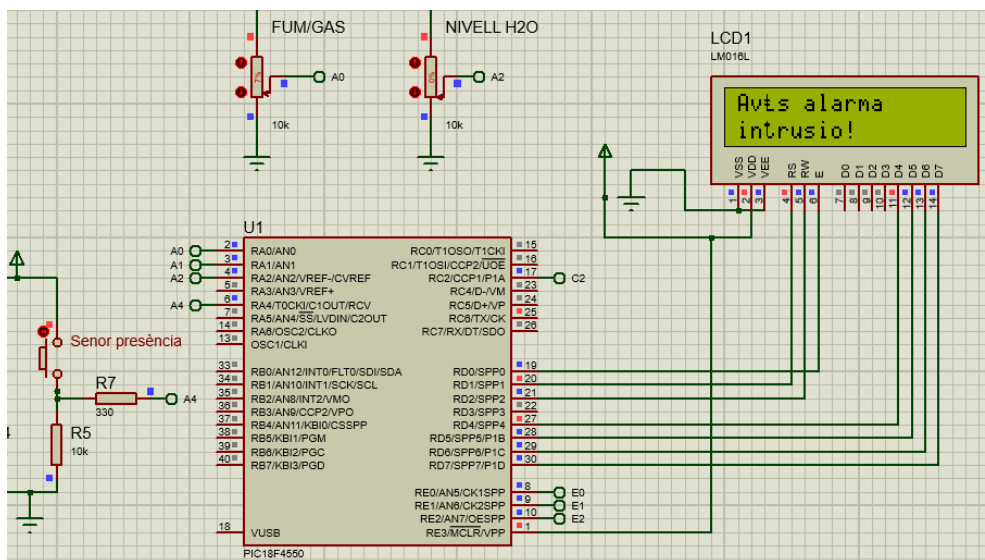 FUM/GAS
NIVELL H2O
LCD1
LM016L
7%
A0
0%
A2
10k
10k
Avts alarma
intrusio!
VSS
VDD
VEE
RS
RW
E
D0
D1
D2
D3
D4
D5
D6
D7
1
2
3
4
5
6
7
8
9
10
11
12
13
14
U1
A0
2
RA0/AN0
RC0/T1OSO/T1CKI
15
A1
3
RA1/AN1
RC1/T1OSI/CCP2/UOE
16
A2
4
RA2/AN2/VREF-/CVREF
RC2/CCP1/P1A
17
C2
5
RA3/AN3/VREF+
RC4/D-/VM
23
A4
6
RA4/T0CKI/C1OUT/RCV
RC5/D+/VP
24
7
RA5/AN4/SS/LVDIN/C2OUT
RC6/TX/CK
25
14
RA6/OSC2/CLKO
RC7/RX/DT/SDO
26
13
OSC1/CLKI
Senor presència
33
RB0/AN12/INT0/FLT0/SDI/SDA
RD0/SPP0
19
34
RB1/AN10/INT1/SCK/SCL
RD1/SPP1
20
35
RB2/AN8/INT2/VMO
RD2/SPP2
21
36
RB3/AN9/CCP2/VPO
RD3/SPP3
22
37
RB4/AN11/KBI0/CSSPP
RD4/SPP4
27
38
RB5/KBI1/PGM
RD5/SPP5/P1B
28
39
RB6/KBI2/PGC
RD6/SPP6/P1C
29
40
RB7/KBI3/PGD
RD7/SPP7/P1D
30
R7
330
A4
R5
10k
RE0/AN5/CK1SPP
8
E0
RE1/AN6/CK2SPP
9
E1
RE2/AN7/OESPP
10
E2
18
VUSB
RE3/MCLR/VPP
1
PIC18F4550